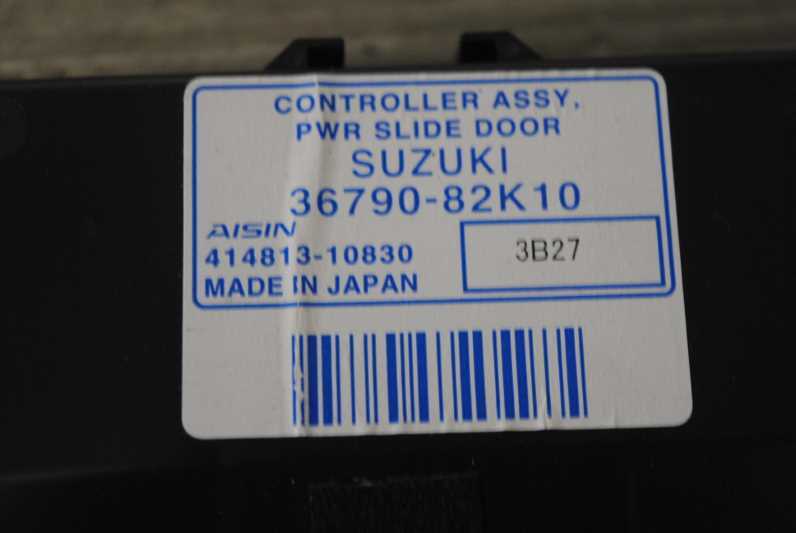 CONTROLLER ASSY,
PWR SLIDE DOOR
SUZUKI
36790-82K10
AISIN
414813-10830
3B27
MADE IN JAPAN